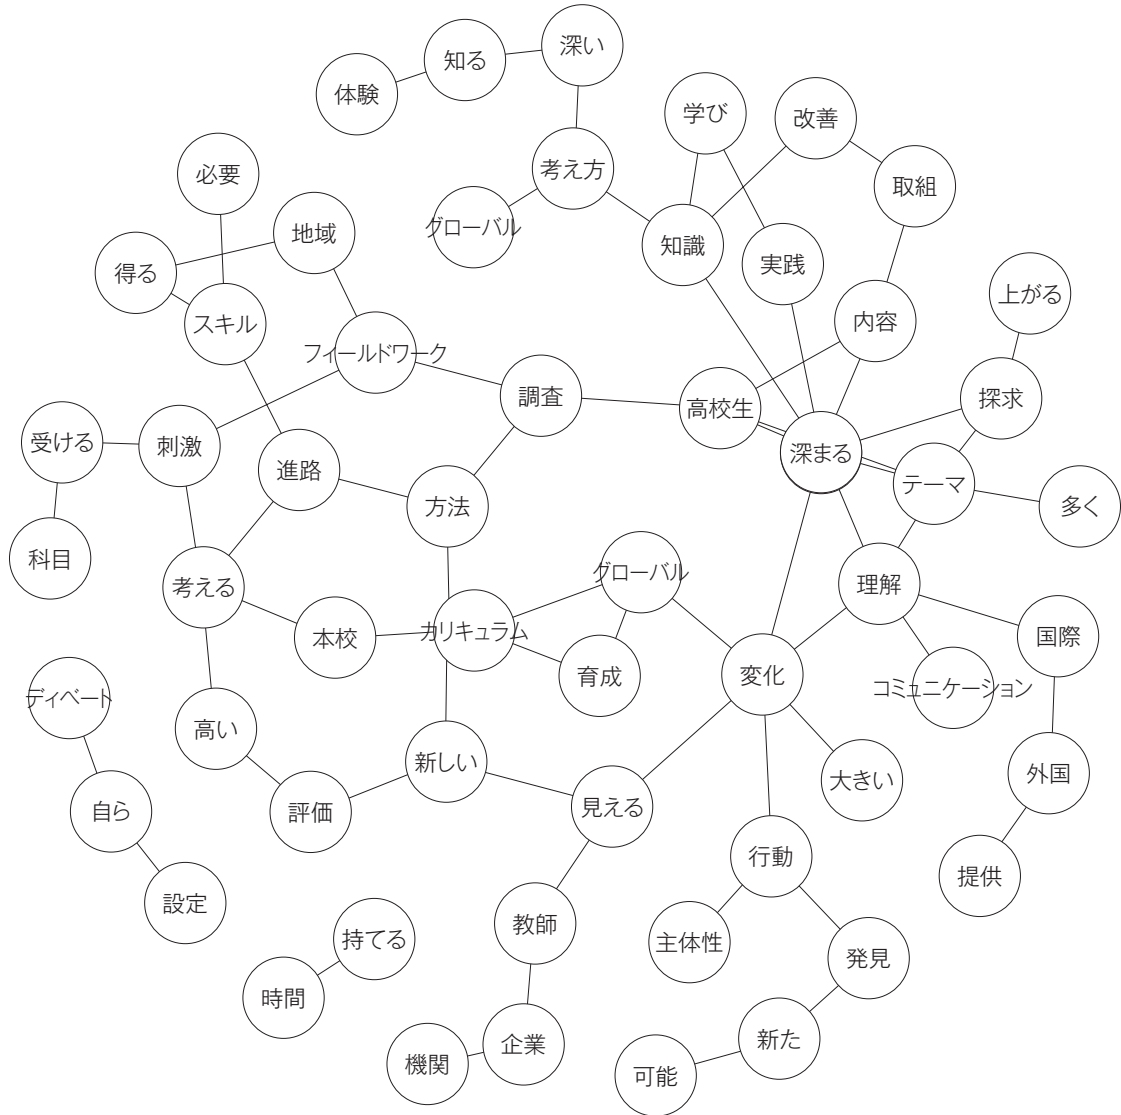 深い
知る
体験
学び
改善
必要
考え方
取組
グローバル
地域
知識
実践
得る
上がる
スキル
内容
フィールドワーク
調査
高校生
探求
受ける
刺激
深まる
進路
テーマ
方法
多く
科目
考える
グローバル
理解
本校
カリキュラム
国際
育成
変化
コミュニケーション
ディベート
高い
新しい
外国
大きい
自ら
評価
見える
行動
提供
設定
教師
持てる
主体性
発見
時間
新た
企業
機関
可能